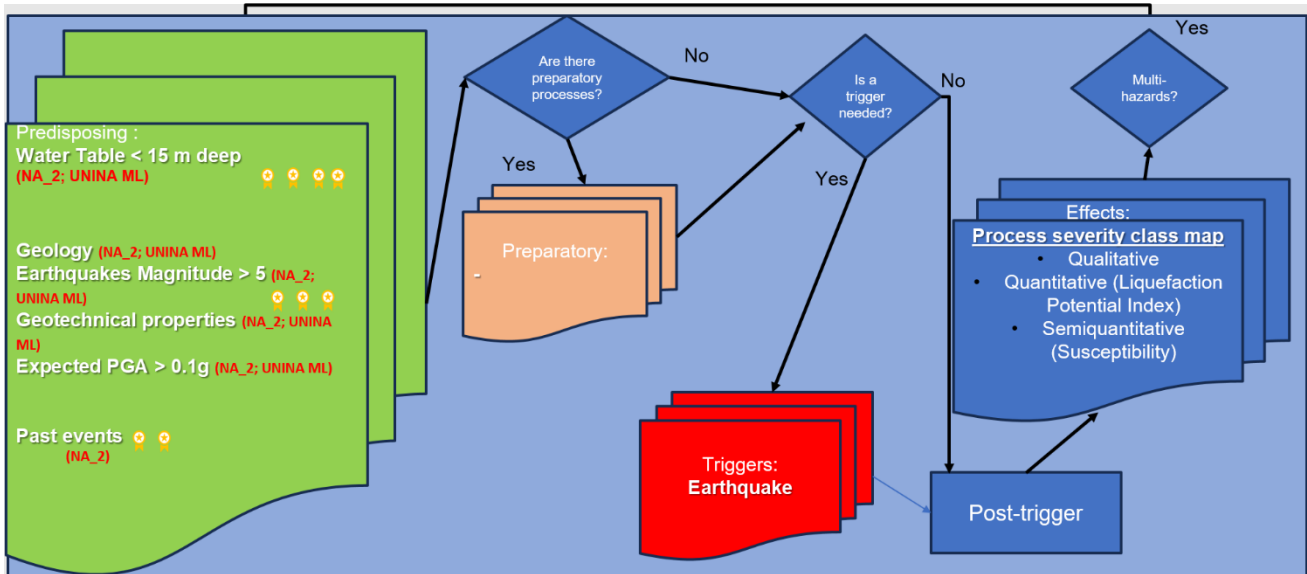 Predisposing :
Water Table < 15 m deep
(NA_2; UNINA ML)
Geology (NA_2; UNINA ML)
Earthquakes Magnitude > 5 (NA_2;
UNINA ML)
Geotechnical properties (NA_2; UNINA
ML)
Expected PGA > 0.1g (NA_2; UNINA ML)
Past events
(NA_2)
Are there
preparatory
processes?
No
Yes
Preparatory:
-
Is a
trigger
needed?
No
Yes
Triggers:
Earthquake
Post-trigger
Effects:
Process severity class map
• Qualitative
• Quantitative (Liquefaction
Potential Index)
• Semiquantitative
(Susceptibility)
Multi-
hazards?
Yes